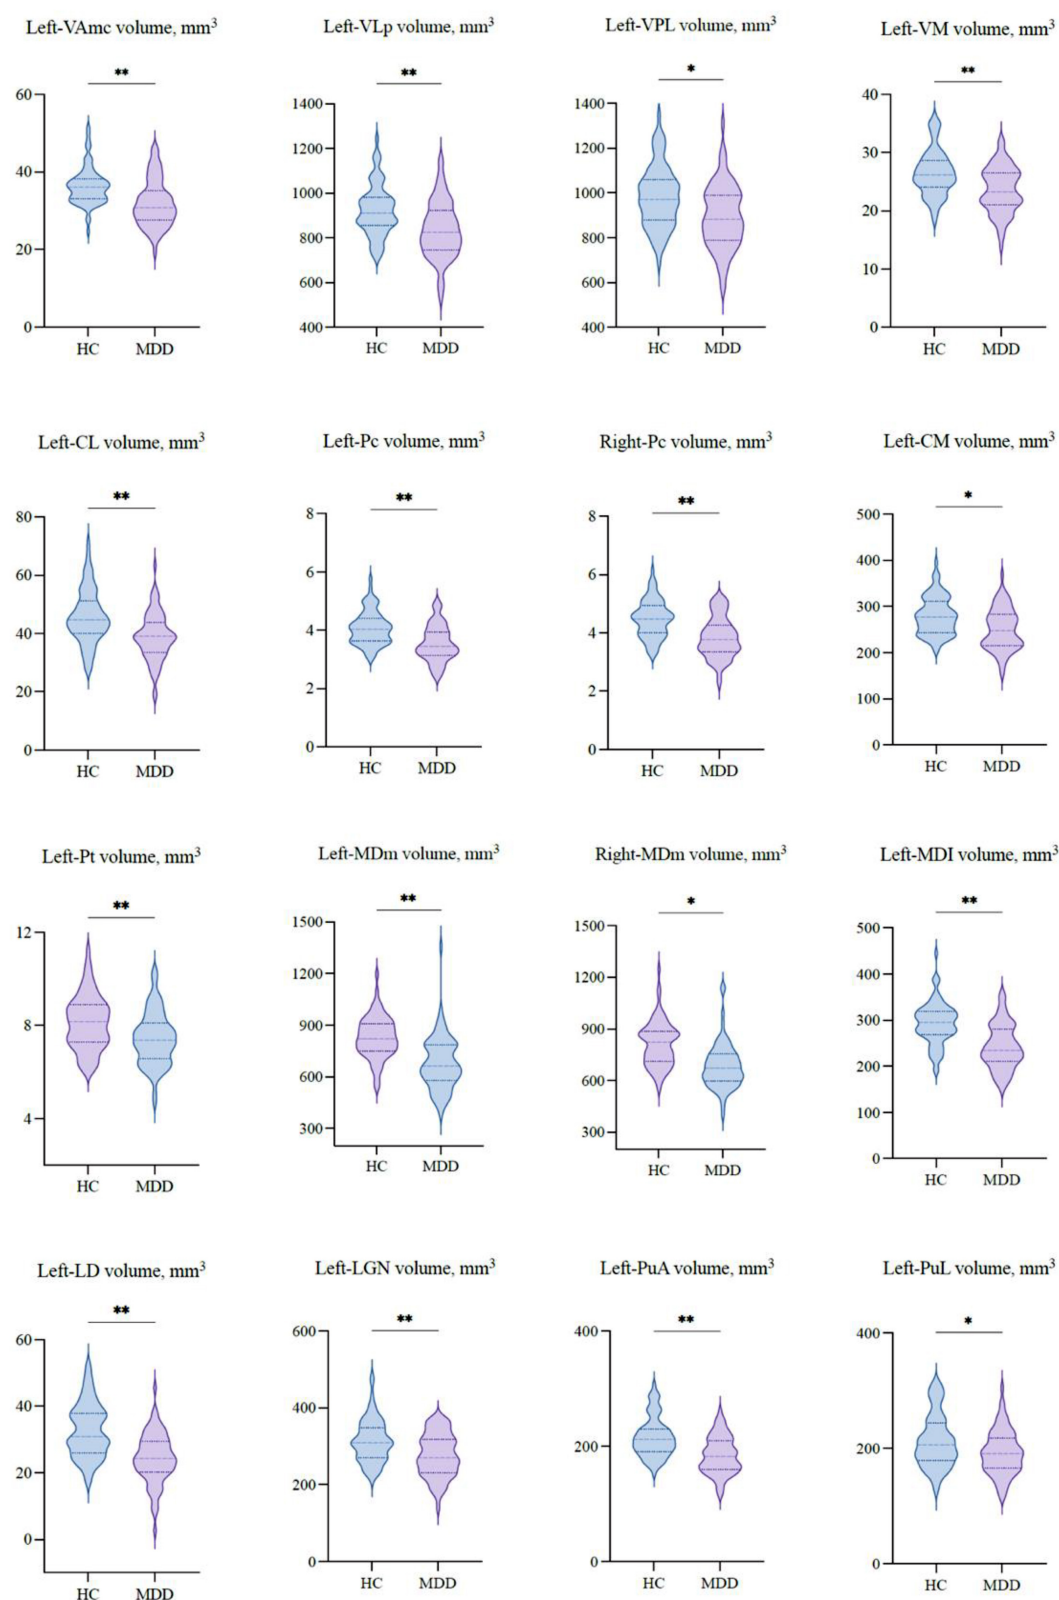 Left-VAmc volume, mm³
Left-VLp volume, mm³
Left-VPL volume, mm³
Left-VM volume, mm³
**
**
*
**
60
40
20
0
HC MDD
1400
1200
1000
800
600
400
HC MDD
1400
1200
1000
800
600
400
HC MDD
40
30
20
10
0
HC MDD
Left-CL volume, mm³
Left-Pc volume, mm³
Right-Pc volume, mm³
Left-CM volume, mm³
**
**
**
*
80
60
40
20
0
HC MDD
8
6
4
2
0
HC MDD
8
6
4
2
0
HC MDD
500
400
300
200
100
0
HC MDD
Left-Pt volume, mm³
Left-MDm volume, mm³
Right-MDm volume, mm³
Left-MDI volume, mm³
**
**
*
**
12
8
4
HC MDD
1500
1200
900
600
300
HC MDD
1500
1200
900
600
300
HC MDD
500
400
300
200
100
0
HC MDD
Left-LD volume, mm³
Left-LGN volume, mm³
Left-PuA volume, mm³
Left-PuL volume, mm³
**
**
**
*
60
40
20
0
HC MDD
600
400
200
0
HC MDD
400
200
0
HC MDD
400
200
0
HC MDD